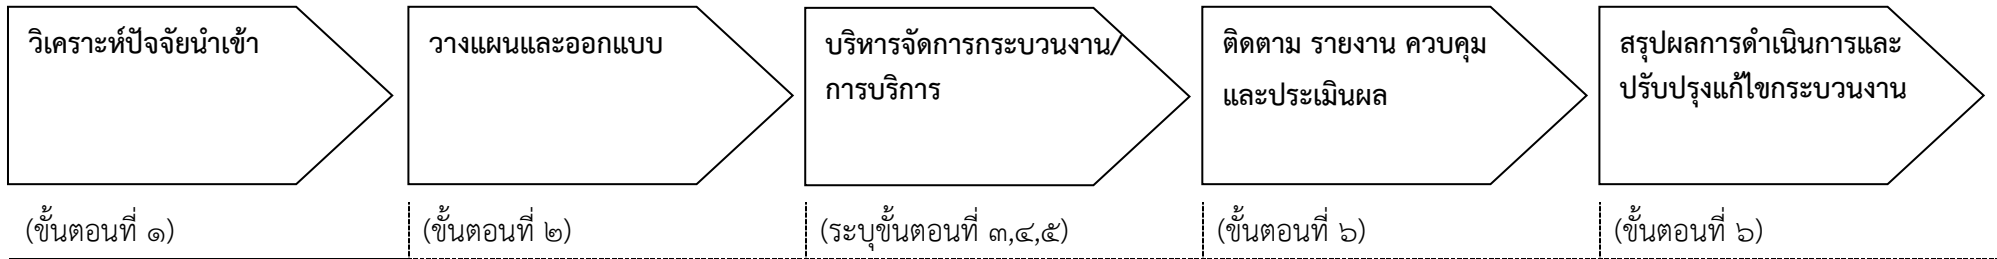 วิเคราะห์ปัจจัยนำเข้า
วางแผนและออกแบบ
บริหารจัดการกระบวนงาน/
การบริการ
ติดตาม รายงาน ควบคุม
และประเมินผล
สรุปผลการดำเนินการและ
ปรับปรุงแก้ไขกระบวนงาน
(ขั้นตอนที่ ๑)
(ขั้นตอนที่ ๒)
(ระบุขั้นตอนที่ ๓,๔,๕)
(ขั้นตอนที่ ๖)
(ขั้นตอนที่ ๖)